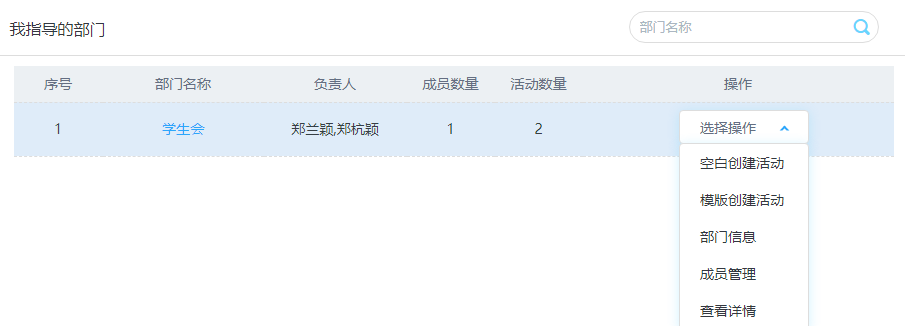 我指导的部门
部门名称
序号 部门名称 负责人 成员数量 活动数量 操作
1 学生会 郑兰颖,郑杭颖 1 2 选择操作
空白创建活动
模版创建活动
部门信息
成员管理
查看详情